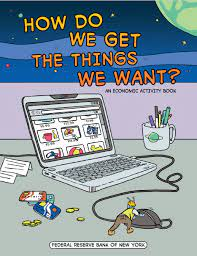 HOW DO
WE GET
THE THINGS
WE WANT?
AN ECONOMIC ACTIVITY BOOK
FEDERAL RESERVE BANK OF NEW YORK